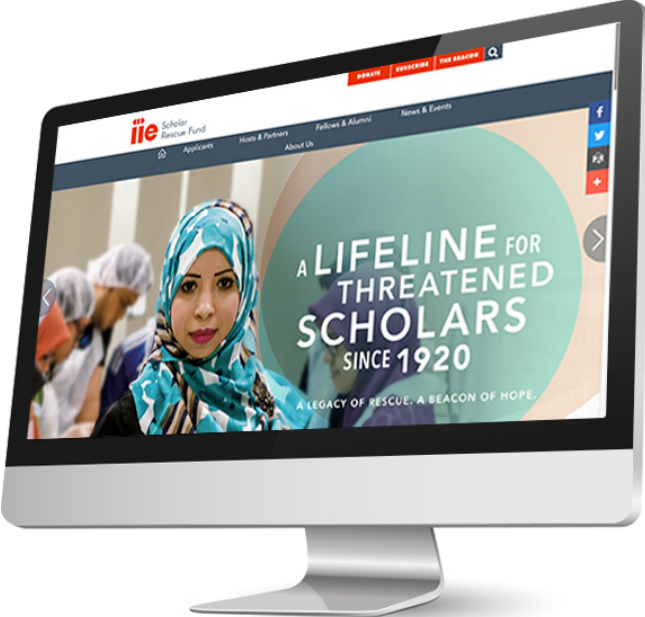 DONATE
SUBSCRIBE
THE BEACON
iie
Scholar
Rescue Fund
Applicants
Hosts & Partners
Fellows & Alumni
News & Events
About Us
A LIFELINE FOR
THREATENED
SCHOLARS
SINCE 1920
A LEGACY OF RESCUE. A BEACON OF HOPE.